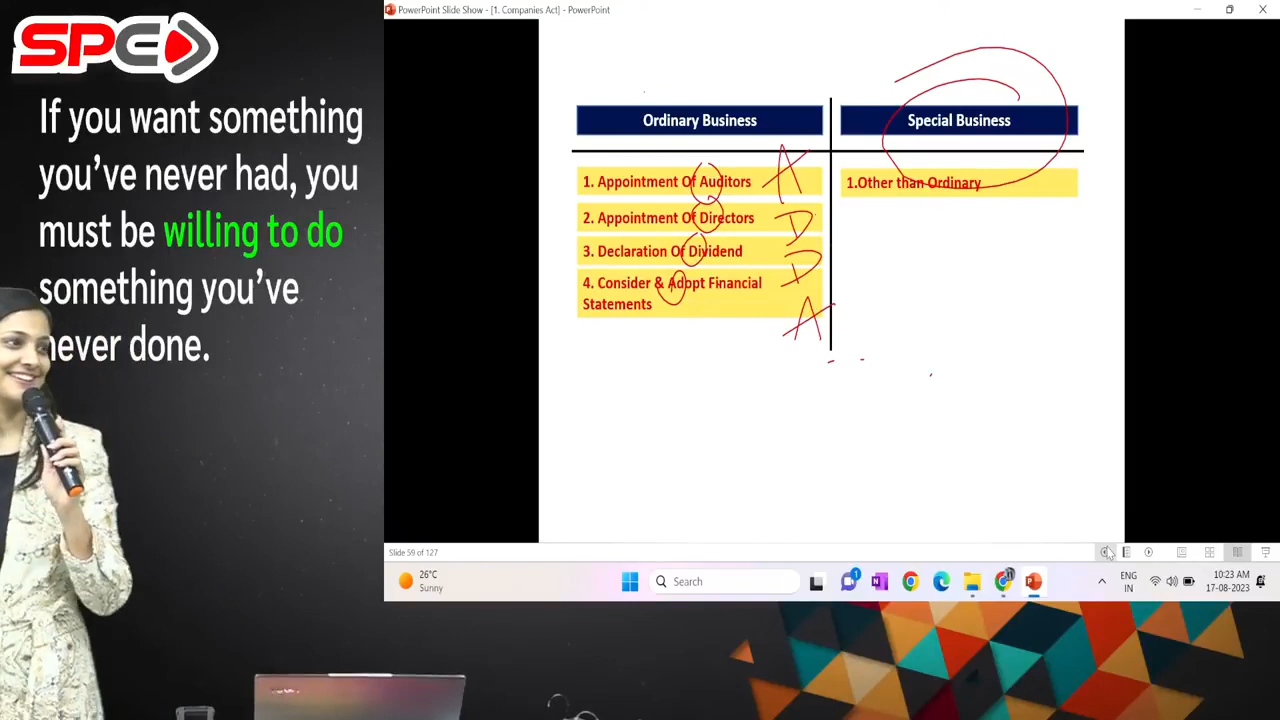 SPE
If you want something
you've never had, you
must be willing to do
something you've
never done.
PowerPoint Slide Show - [1. Companies Act] - PowerPoint
Ordinary Business
Special Business
1. Appointment Of Auditors A
1.Other than Ordinary
2. Appointment Of Directors D
3. Declaration Of Dividend D
4. Consider & Adopt Financial
Statements A
Slide 59 of 127
26°C
Sunny
Search
1
ENG
IN
10:23 AM
17-08-2023